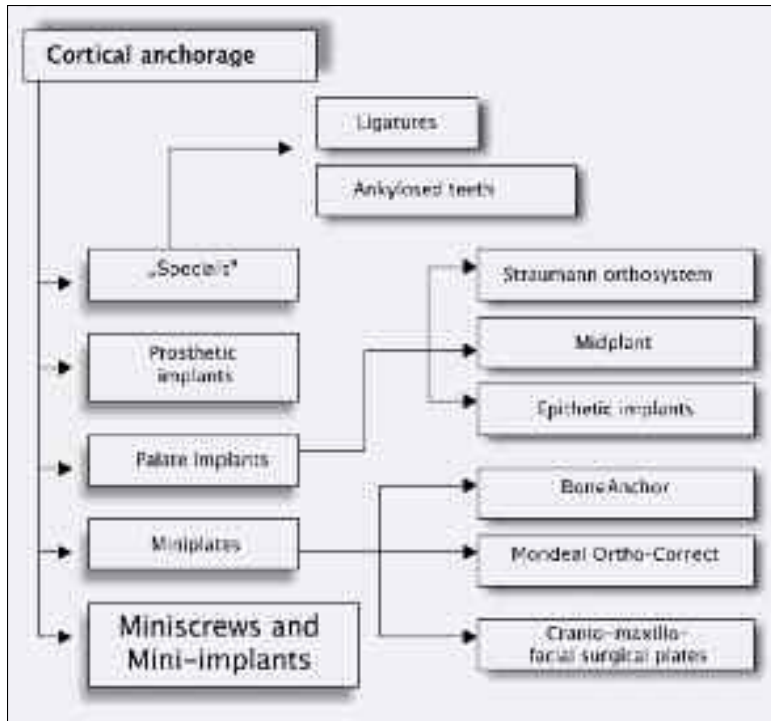 Cortical anchorage
Ligatures
Ankylosed teeth
„Specials"
Straumann orthosystem
Prosthetic
implants
Midplant
Epithetic implants
Palate Implants
BoneAnchor
Miniplates
Mondeal Ortho-Correct
Miniscrews and
Mini-implants
Cranio-maxillo-
facial surgical plates